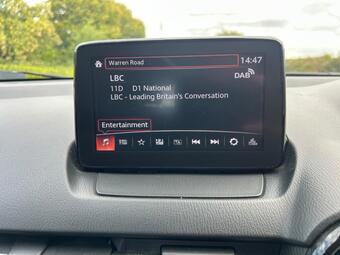 Warren Road
14:47
LBC
DAB
11D D1 National
LBC - Leading Britain's Conversation
Entertainment